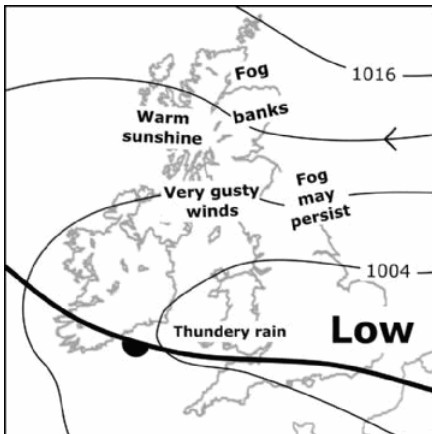 Fog
banks
1016
Warm
sunshine
Very gusty
winds
Fog
may
persist
1004
Low
Thundery rain